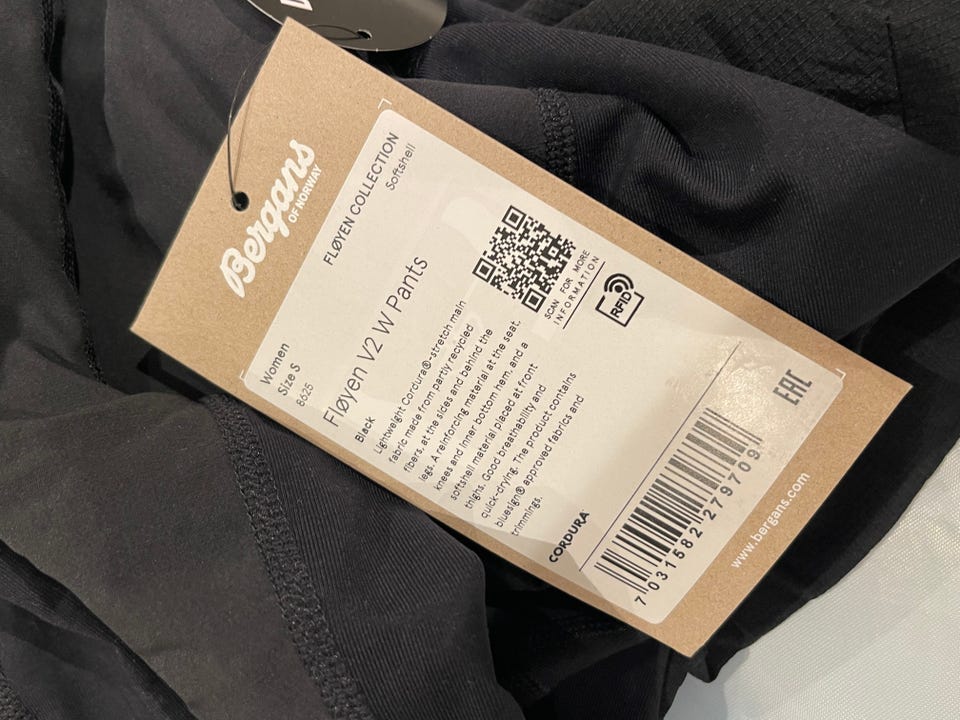 Bergans
OF NORWAY
FLØYEN COLLECTION
Softshell
Women
Size S
8625
Fløyen V2 W Pants
Black
Lightweight Cordura®-stretch main
fabric made from partly recycled
fibers, at the sides and behind the
legs. A reinforcing material at the seat,
knees and inner bottom hem, and a
softshell material placed at front
thighs. Good breathability and
quick-drying. The product contains
bluesign® approved fabrics and
trimmings.
SCAN FOR MORE
INFORMATION
RFID
CORDURA
7 031582 279709
EAC
www.bergans.com